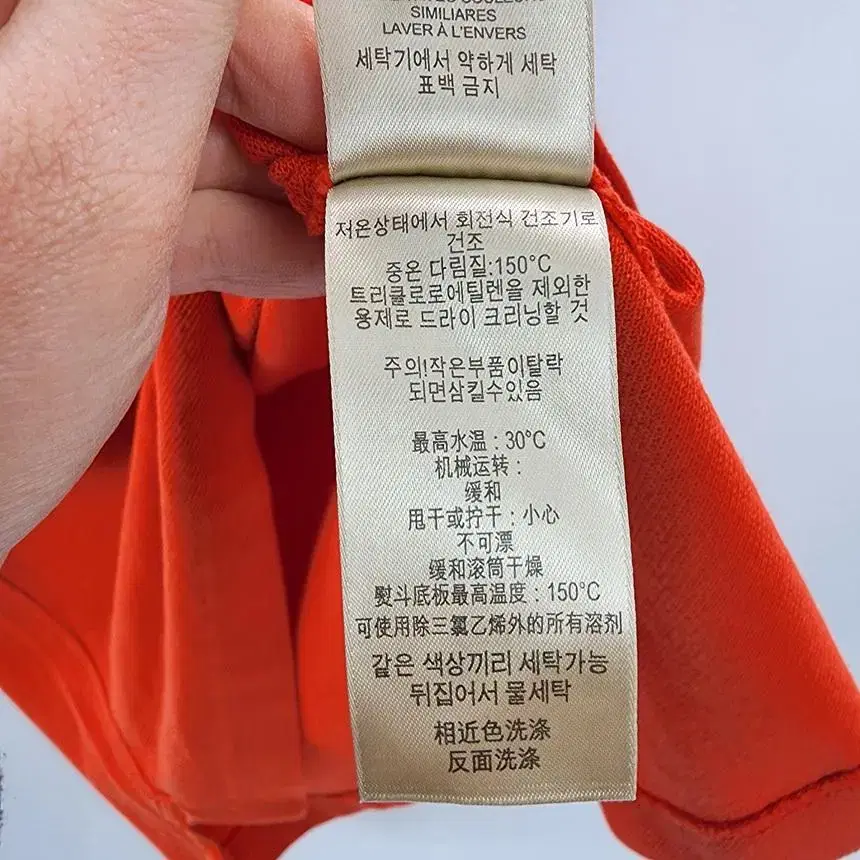 SIMILIARES
LAVER À L'ENVERS
세탁기에서 약하게 세탁
표백 금지
저온상태에서 회전식 건조기로
건조
중온 다림질:150°C
트리클로로에틸렌을 제외한
용제로 드라이 크리닝할 것
주의!작은부품이탈락
되면삼킬수있음
最高水温 : 30°C
机械运转 :
缓和
甩干或拧干 : 小心
不可漂
缓和滚筒干燥
熨斗底板最高温度 : 150°C
可使用除三氯乙烯外的所有溶剂
같은 색상끼리 세탁가능
뒤집어서 물세탁
相近色洗涤
反面洗涤